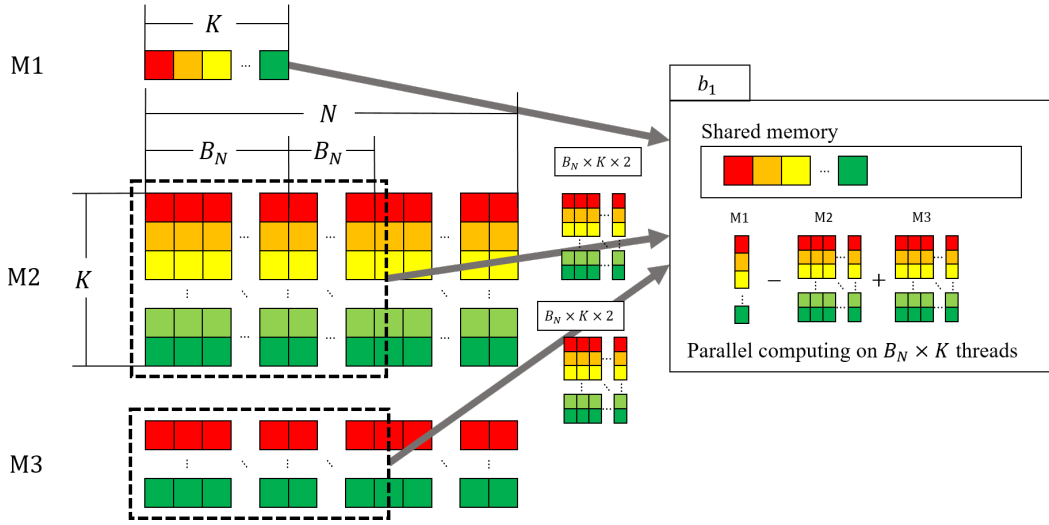 K
M1
...
N
B_N
B_N
M2
K
...
...
...
M3
...
...
B_N × K × 2
B_N × K × 2
b_1
Shared memory
...
M1
M2
M3
− +
Parallel computing on B_N × K threads